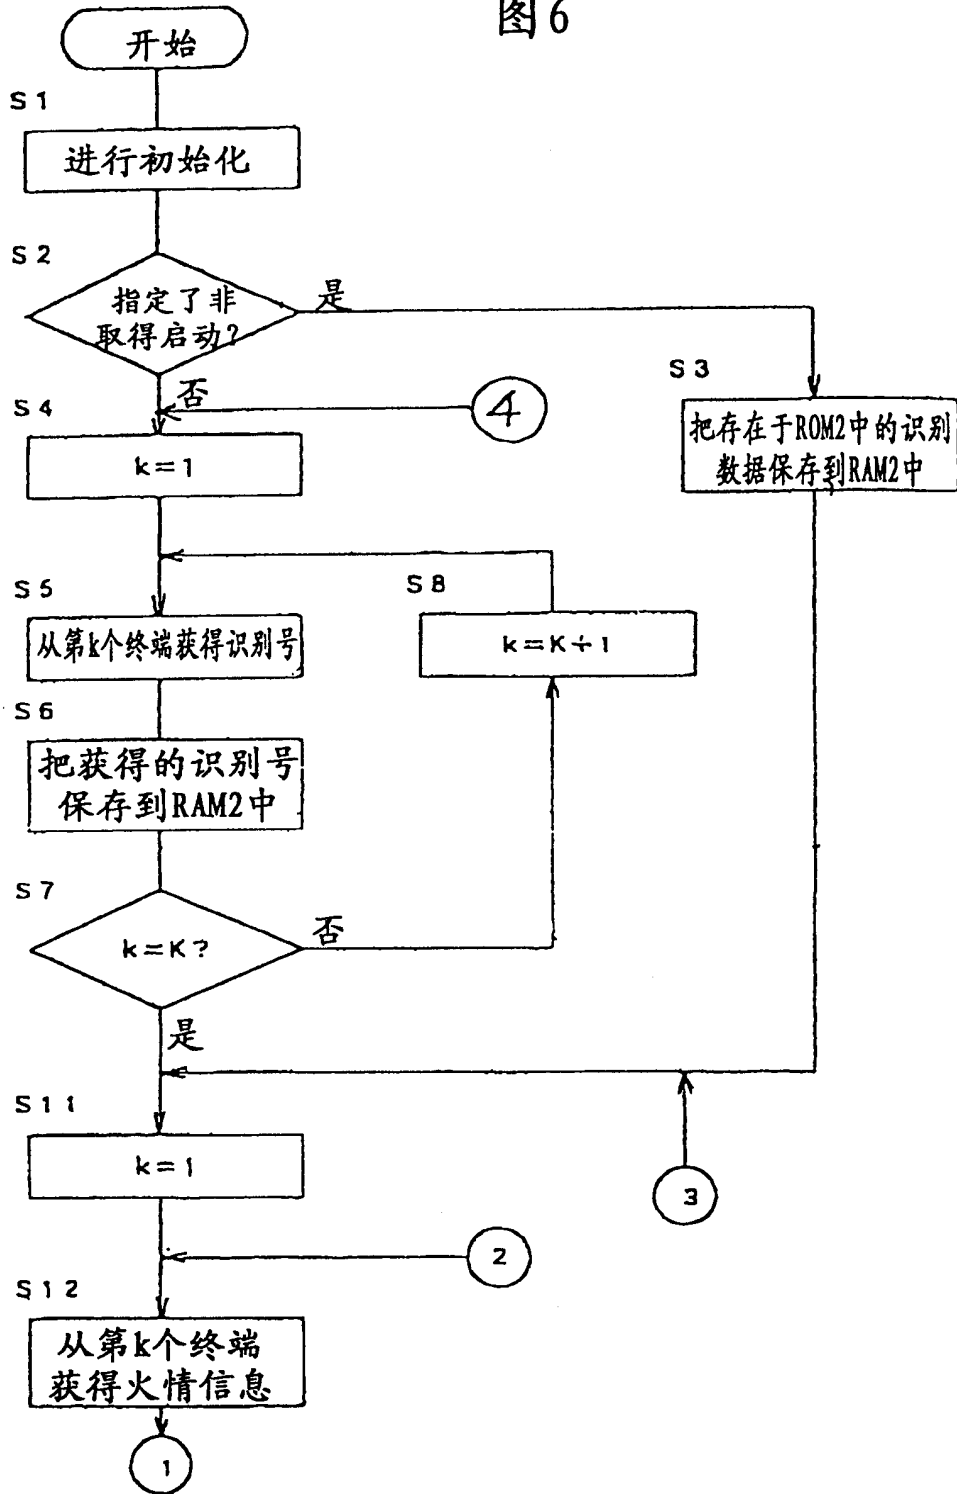 图6
开始
S1
进行初始化
S2
指定了非
取得启动?
是
否
S3
把存在于ROM2中的识别
数据保存到RAM2中
S4
④
k=1
S5
从第k个终端获得识别号
S8
k=K+1
S6
把获得的识别号
保存到RAM2中
S7
k=K?
否
是
S11
k=1
3
2
S12
从第k个终端
获得火情信息
1